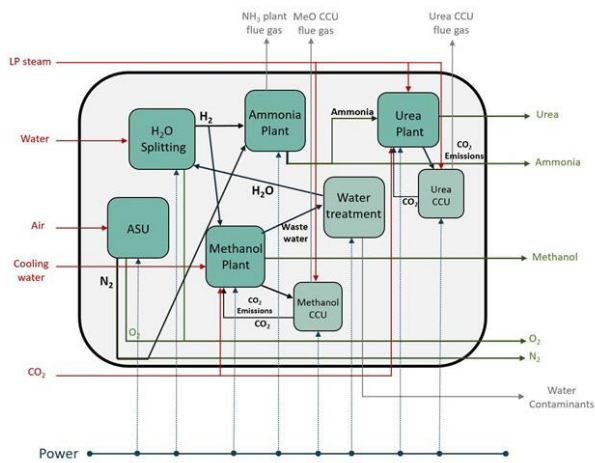 NH₃ plant
flue gas
MeO CCU
flue gas
Urea CCU
flue gas
LP steam
H₂
Ammonia
Plant
Ammonia
Urea
Plant
Urea
Water
H₂O
Splitting
CO₂
Emissions
Ammonia
H₂O
Water
treatment
CO₂
Urea
CCU
Air
ASU
Waste
water
Methanol
Plant
Methanol
Cooling
water
N₂
CO₂
Emissions
CO₂
Methanol
CCU
O₂
O₂
N₂
CO₂
Water
Contaminants
Power